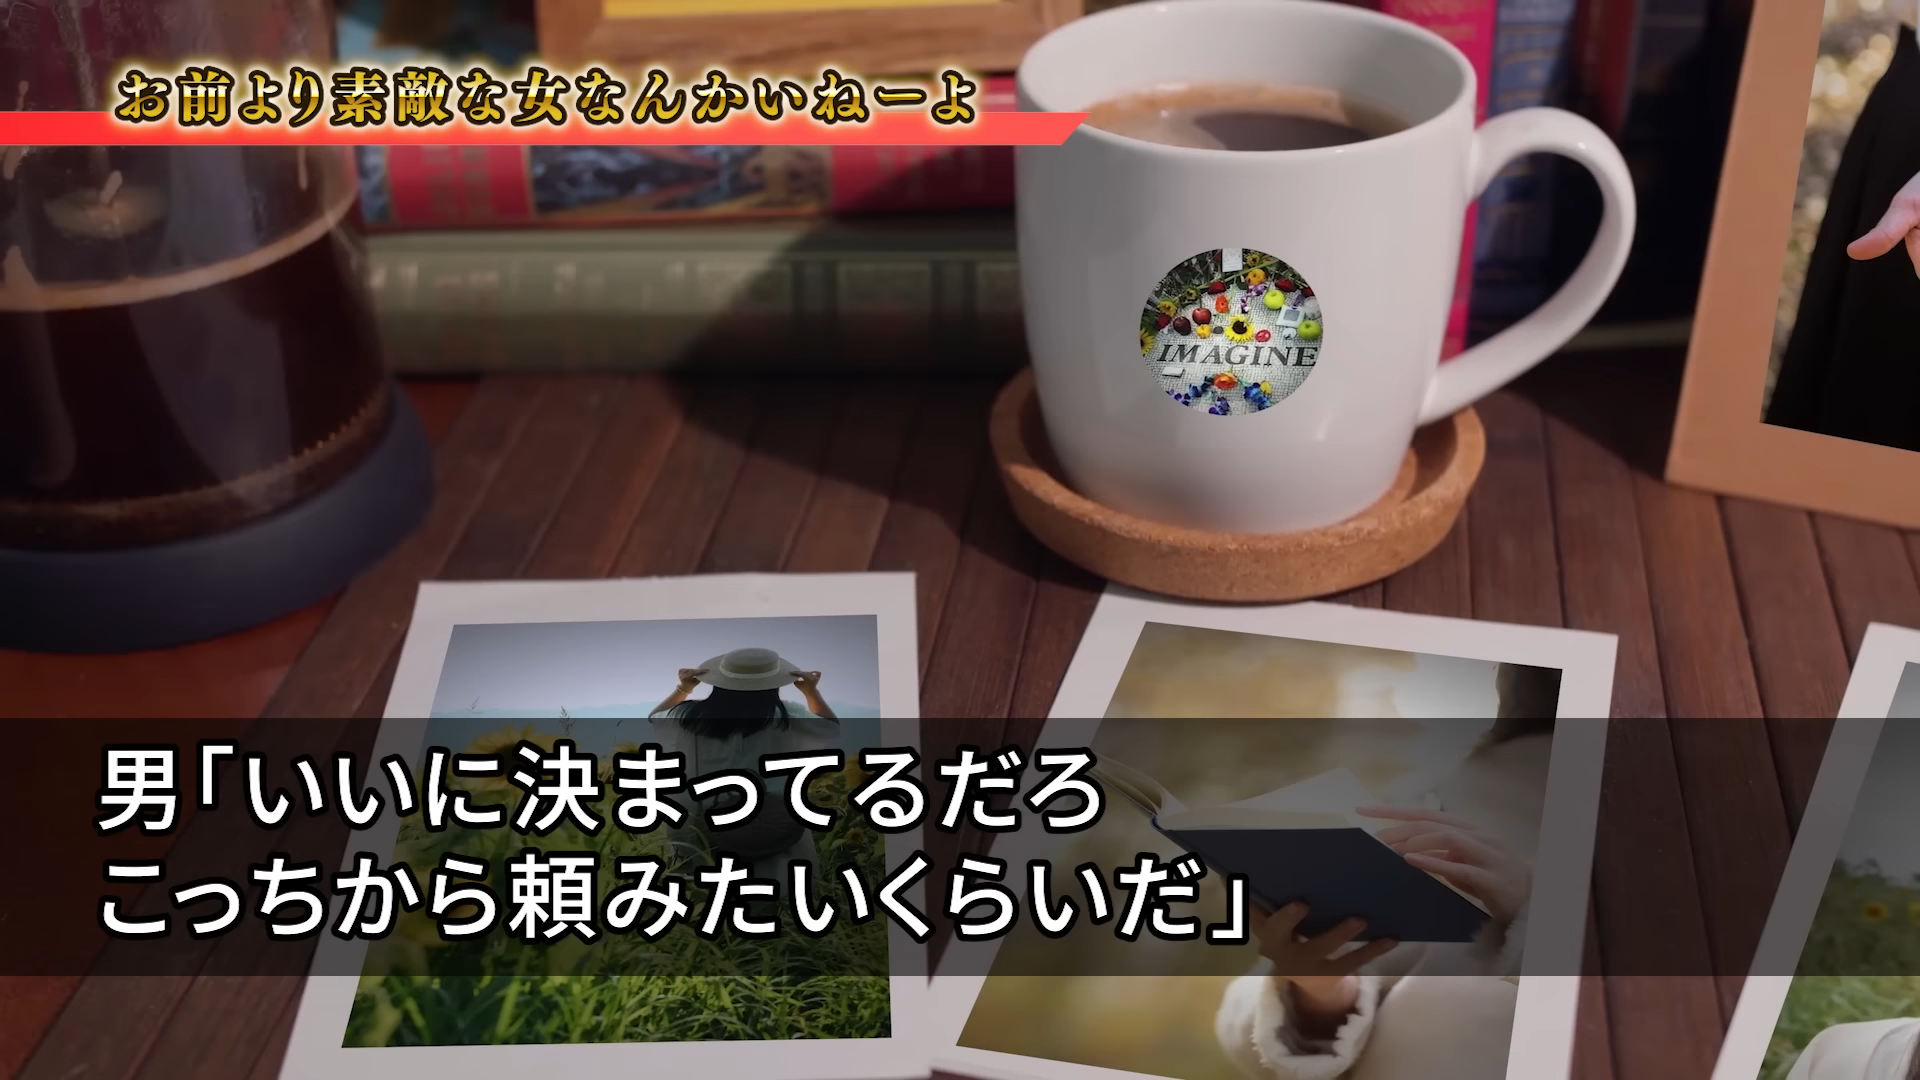 お前より素敵な女なんかいねーよ
IMAGINE
男「いいに決まってるだろ
こっちから頼みたいくらいだ」